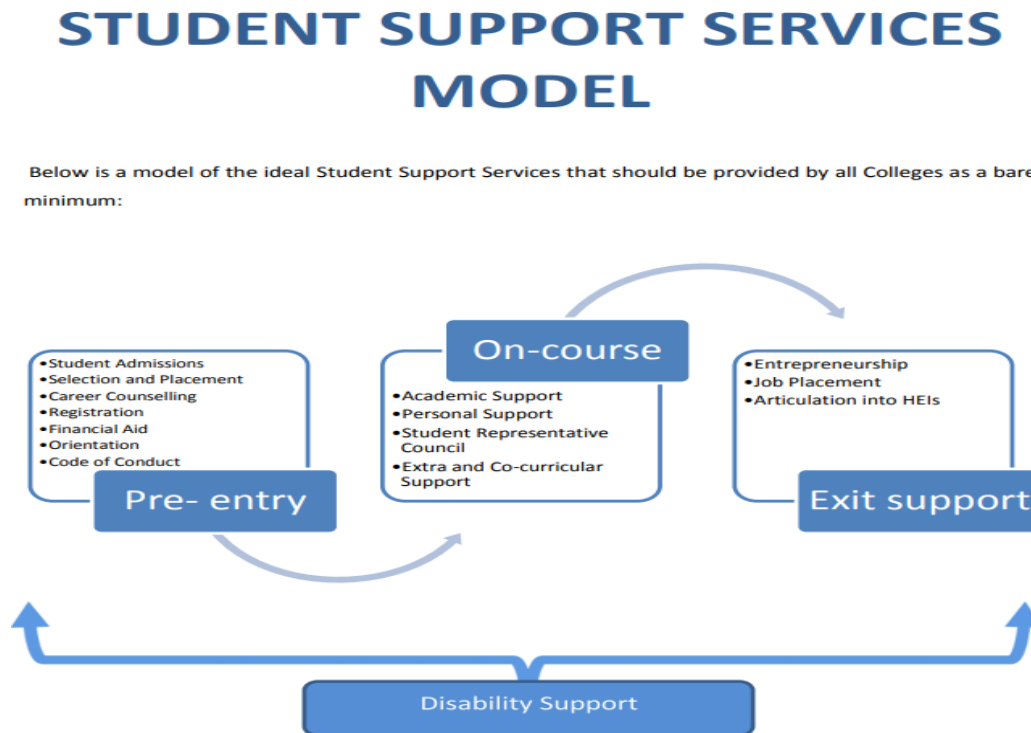 STUDENT SUPPORT SERVICES
MODEL
Below is a model of the ideal Student Support Services that should be provided by all Colleges as a bare
minimum:
•Student Admissions
•Selection and Placement
•Career Counselling
•Registration
•Financial Aid
•Orientation
•Code of Conduct
Pre- entry
On-course
•Academic Support
•Personal Support
•Student Representative
Council
•Extra and Co-curricular
Support
•Entrepreneurship
•Job Placement
•Articulation into HEIs
Exit support
Disability Support